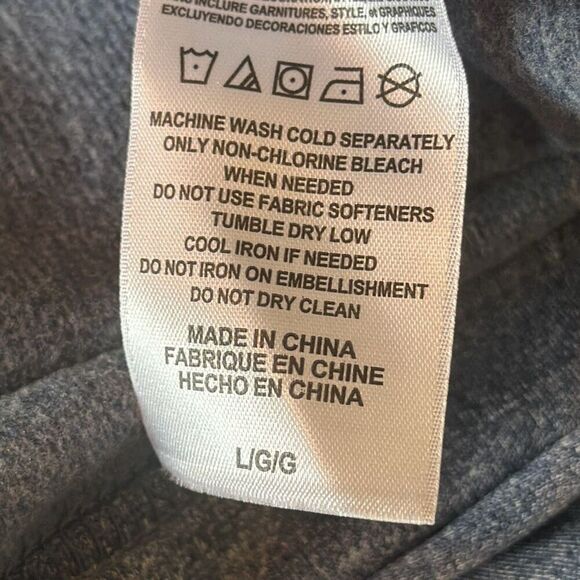 INCLURE GARNITURES, STYLE, et GRAPHIQUES
EXCLUYENDO DECORACIONES ESTILO Y GRAFICOS
MACHINE WASH COLD SEPARATELY
ONLY NON-CHLORINE BLEACH
WHEN NEEDED
DO NOT USE FABRIC SOFTENERS
TUMBLE DRY LOW
COOL IRON IF NEEDED
DO NOT IRON ON EMBELLISHMENT
DO NOT DRY CLEAN
MADE IN CHINA
FABRIQUE EN CHINE
HECHO EN CHINA
L/G/G